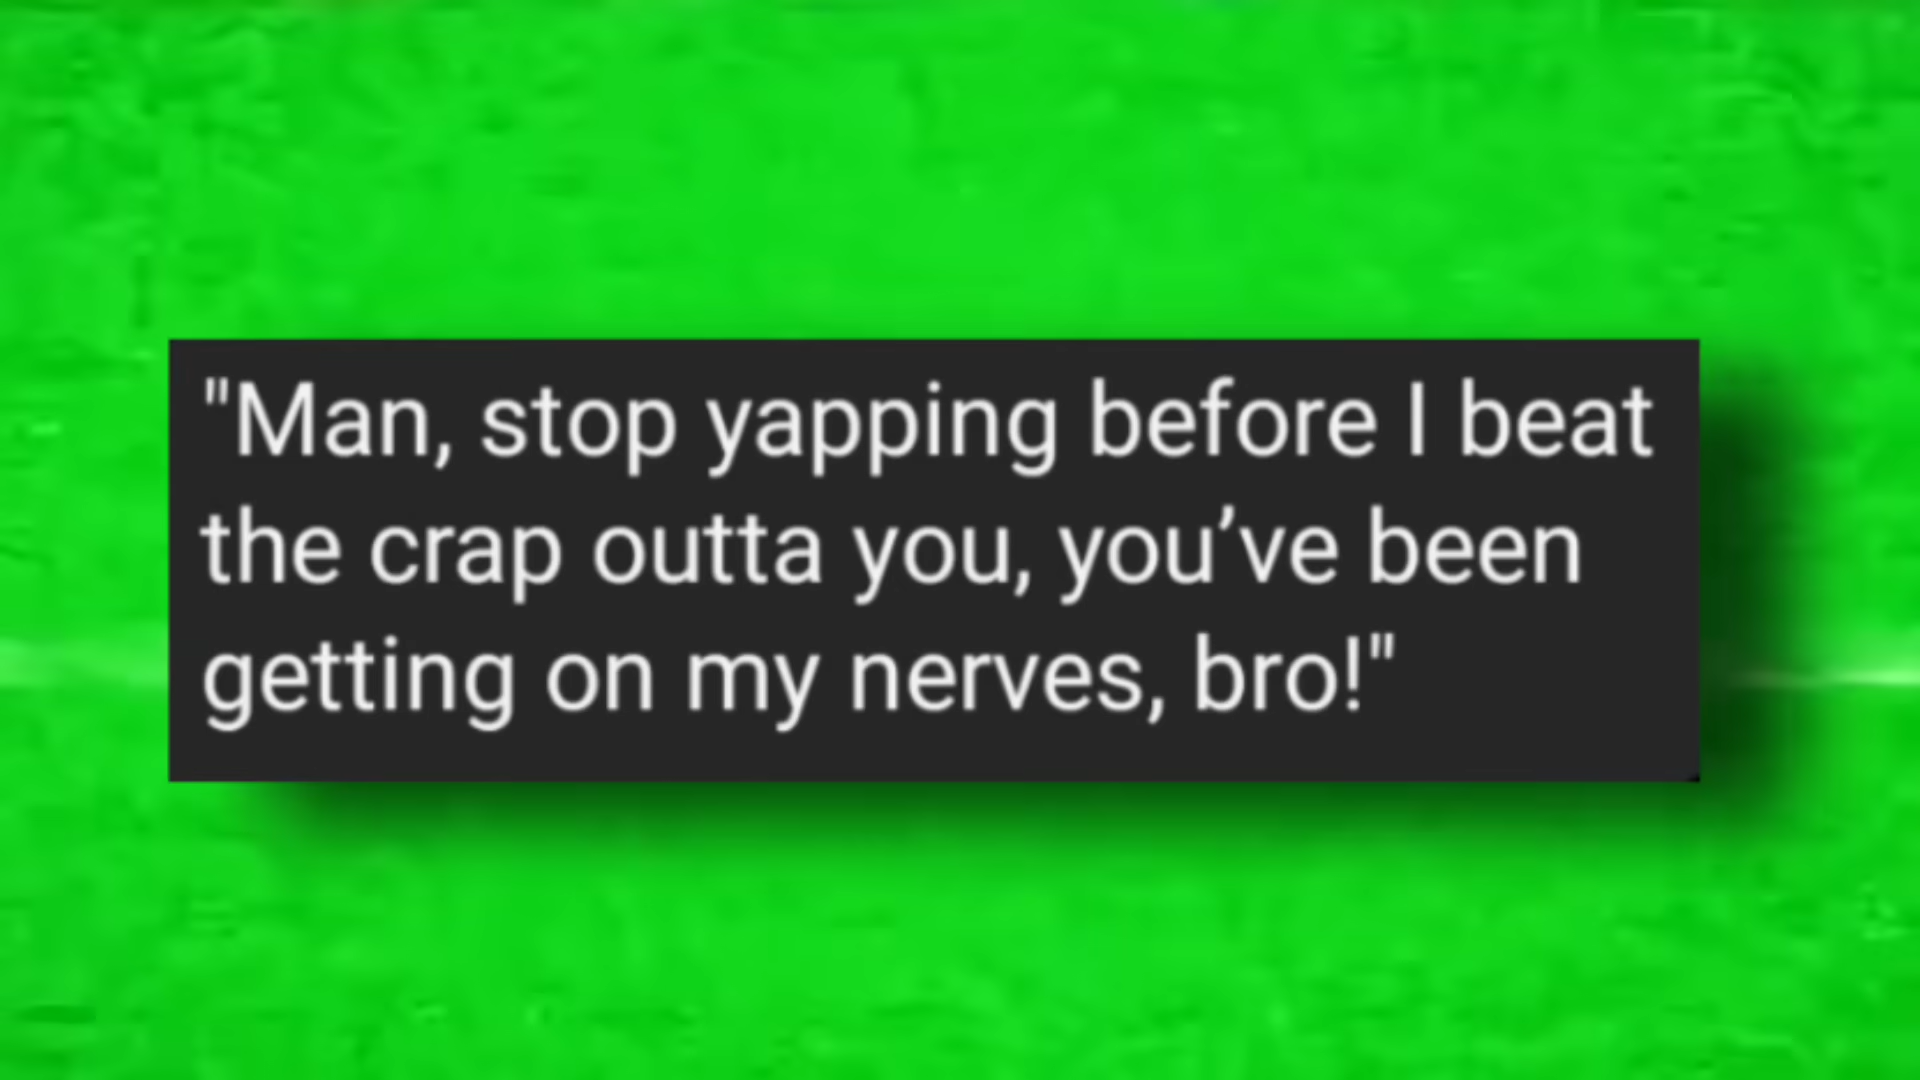 "Man, stop yapping before I beat
the crap outta you, you’ve been
getting on my nerves, bro!"